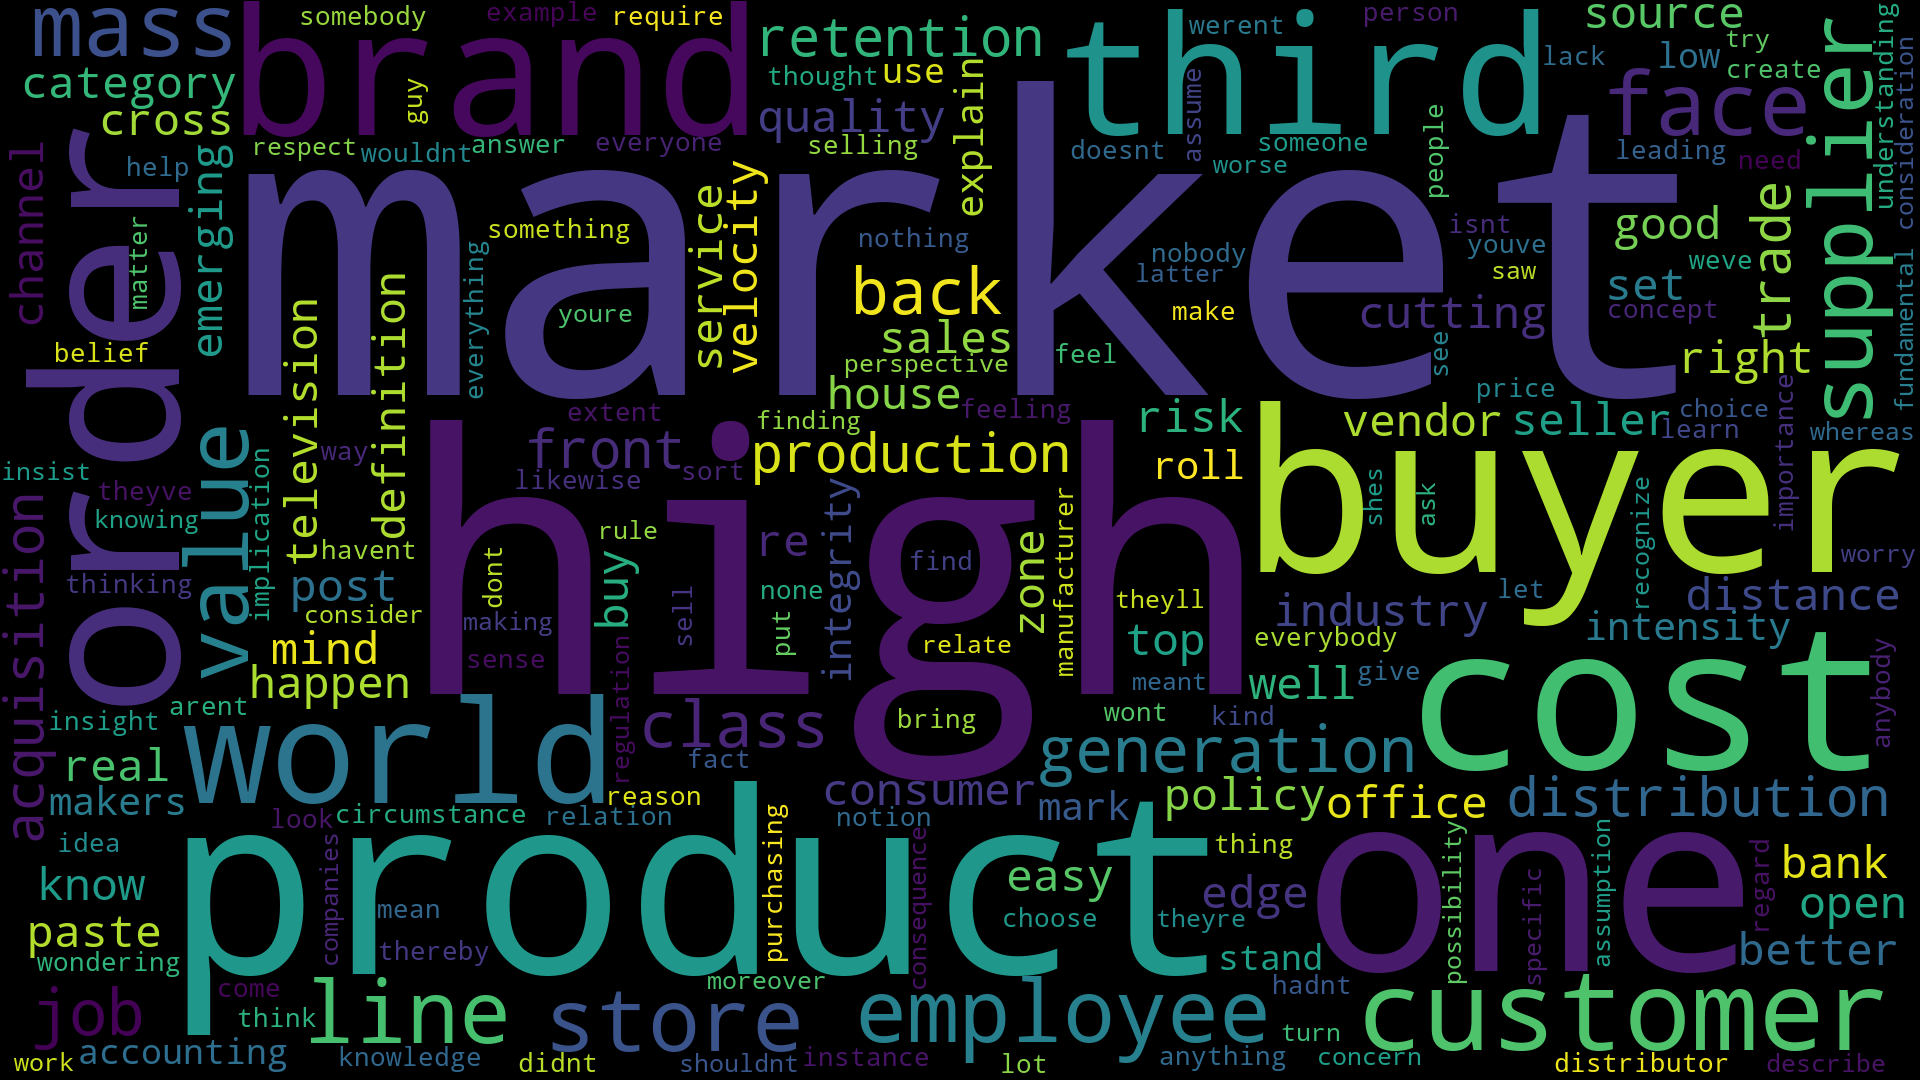 mass
brand
somebody
example
require
retention
third
werent
person
source
lack
low
try
create
category
cross
guy
thought
use
quality
explain
assume
face
supplier
understanding
consideration
respect
wouldnt
answer
everyone
selling
doesnt
someone
worse
people
leading
need
channel
order
help
emerging
matter
belief
market
something
everything
youre
service
velocity
nothing
back
sales
perspective
house
feel
nobody
latter
make
isnt
youve
saw
cutting
see
price
good
set
weve
concept
trade
right
fundamental
television
definition
extent
front
feeling
finding
production
likewise
sort
way
risk
roll
vendor
seller
choice
learn
importance
whereas
buyer
insist
theyve
knowing
thinking
value
implication
havent
post
consider
mind
happen
high
dont
rule
buy
making
sense
sell
re
none
put
integrity
find
relate
zone
manufacturer
theyll
top
meant
wont
shes
ask
let
recognize
worry
industry
distance
everybody
intensity
well
give
kind
cost
anybody
acquisition
insight
arent
real
makers
world
regulation
class
fact
bring
generation
reason
consumer
notion
mark
policy
office
distribution
look
circumstance
relation
idea
know
paste
wondering
companies
mean
thereby
product
purchasing
consequence
easy
choose
theyre
thing
edge
stand
one
possibility
specific
assumption
regard
bank
open
better
job
come
think
line
moreover
store
employee
hadnt
turn
customer
work
accounting
knowledge
didnt
shouldnt
instance
lot
anything
concern
distributor
describe